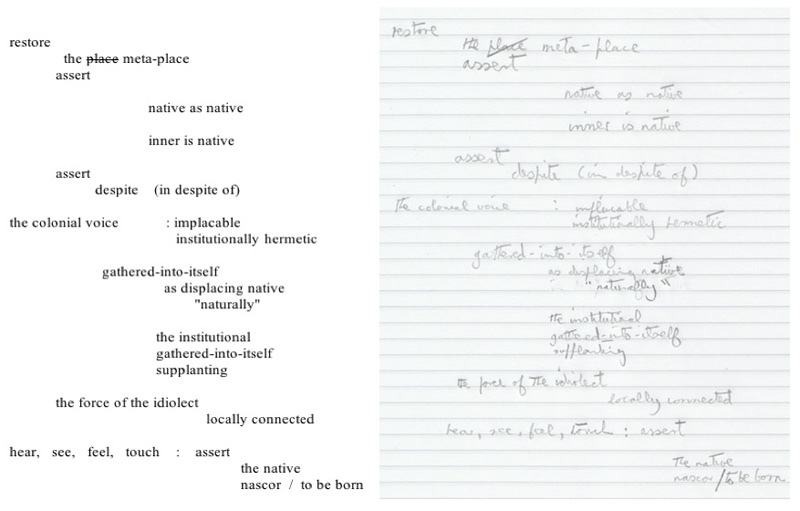 restore
the place meta-place
assert
native as native
inner is native
assert
despite (in despite of)
the colonial voice : implacable
institutionally hermetic
gathered-into-itself
as displacing native
"naturally"
the institutional
gathered-into-itself
supplanting
the force of the idiolect
locally connected
hear, see, feel, touch : assert
the native
nascor / to be born
restore
the place meta-place
assert
native as native
inner is native
assert
despite (in despite of)
the colonial voice : implacable
institutionally hermetic
gathered-into-itself
as displacing native
"naturally"
the institutional
gathered-into-itself
supplanting
the force of the idiolect
locally connected
hear, see, feel, touch : assert
the native
nascor / to be born